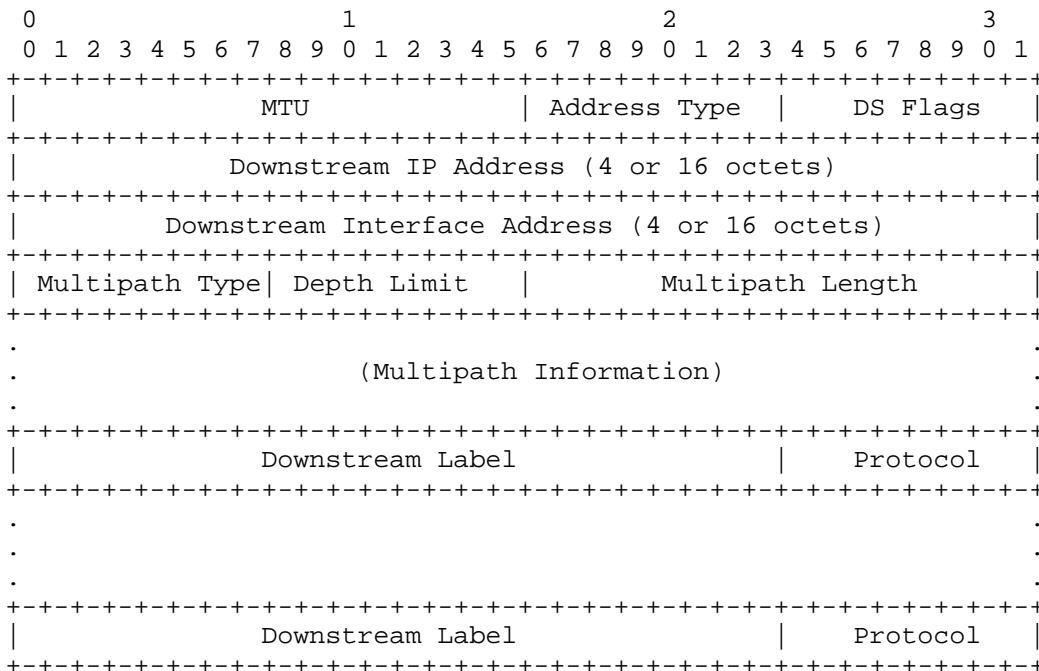 0                   1                   2                   3
 0 1 2 3 4 5 6 7 8 9 0 1 2 3 4 5 6 7 8 9 0 1 2 3 4 5 6 7 8 9 0 1
+-+-+-+-+-+-+-+-+-+-+-+-+-+-+-+-+-+-+-+-+-+-+-+-+-+-+-+-+-+-+-+-+
|               MTU             | Address Type  |    DS Flags   |
+-+-+-+-+-+-+-+-+-+-+-+-+-+-+-+-+-+-+-+-+-+-+-+-+-+-+-+-+-+-+-+-+
|             Downstream IP Address (4 or 16 octets)            |
+-+-+-+-+-+-+-+-+-+-+-+-+-+-+-+-+-+-+-+-+-+-+-+-+-+-+-+-+-+-+-+-+
|         Downstream Interface Address (4 or 16 octets)         |
+-+-+-+-+-+-+-+-+-+-+-+-+-+-+-+-+-+-+-+-+-+-+-+-+-+-+-+-+-+-+-+-+
| Multipath Type| Depth Limit   |        Multipath Length       |
+-+-+-+-+-+-+-+-+-+-+-+-+-+-+-+-+-+-+-+-+-+-+-+-+-+-+-+-+-+-+-+-+
.                                                               .
.                     (Multipath Information)                   .
.                                                               .
+-+-+-+-+-+-+-+-+-+-+-+-+-+-+-+-+-+-+-+-+-+-+-+-+-+-+-+-+-+-+-+-+
|               Downstream Label                |    Protocol   |
+-+-+-+-+-+-+-+-+-+-+-+-+-+-+-+-+-+-+-+-+-+-+-+-+-+-+-+-+-+-+-+-+
.                                                               .
.                                                               .
.                                                               .
+-+-+-+-+-+-+-+-+-+-+-+-+-+-+-+-+-+-+-+-+-+-+-+-+-+-+-+-+-+-+-+-+
|               Downstream Label                |    Protocol   |
+-+-+-+-+-+-+-+-+-+-+-+-+-+-+-+-+-+-+-+-+-+-+-+-+-+-+-+-+-+-+-+-+